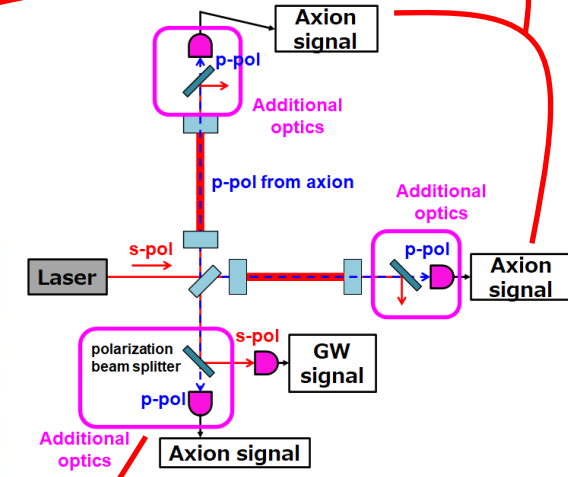 Axion
signal
p-pol
Additional
optics
p-pol from axion
Additional
optics
s-pol
p-pol
Laser
Axion
signal
polarization
beam splitter
s-pol
GW
signal
p-pol
Additional
optics
Axion signal